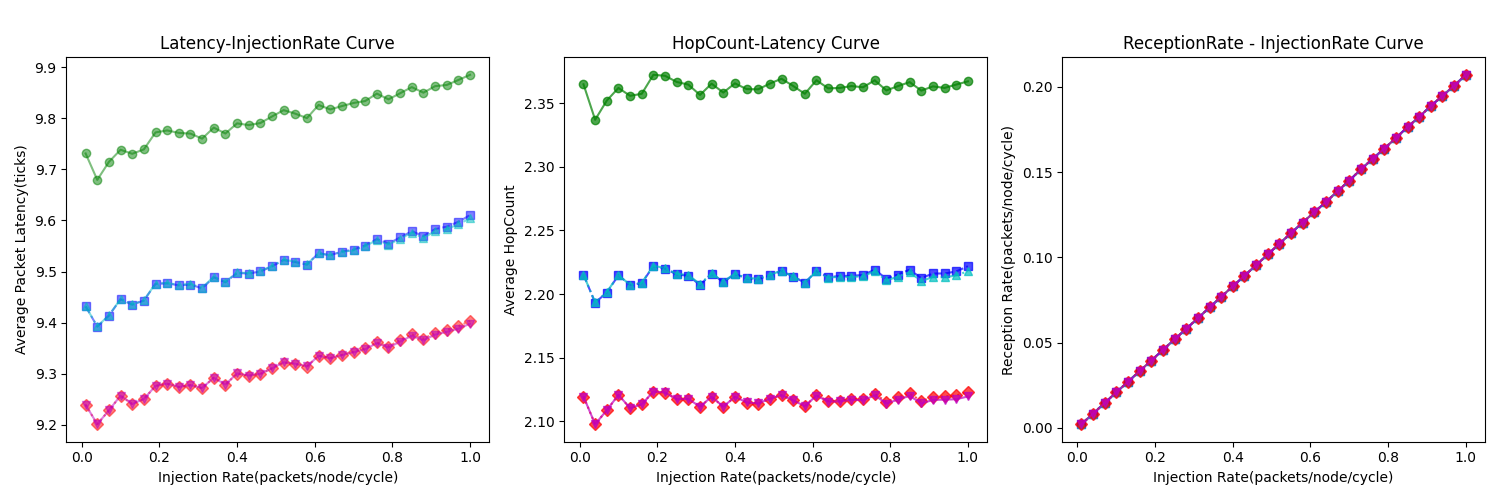 Latency-InjectionRate Curve
9.9
9.8
9.7
9.6
9.5
9.4
9.3
9.2
Average Packet Latency(ticks)
0.0 0.2 0.4 0.6 0.8 1.0
Injection Rate(packets/node/cycle)
HopCount-Latency Curve
2.35
2.30
2.25
2.20
2.15
2.10
Average HopCount
0.0 0.2 0.4 0.6 0.8 1.0
Injection Rate(packets/node/cycle)
ReceptionRate - InjectionRate Curve
0.20
0.15
0.10
0.05
0.00
Reception Rate(packets/node/cycle)
0.0 0.2 0.4 0.6 0.8 1.0
Injection Rate(packets/node/cycle)